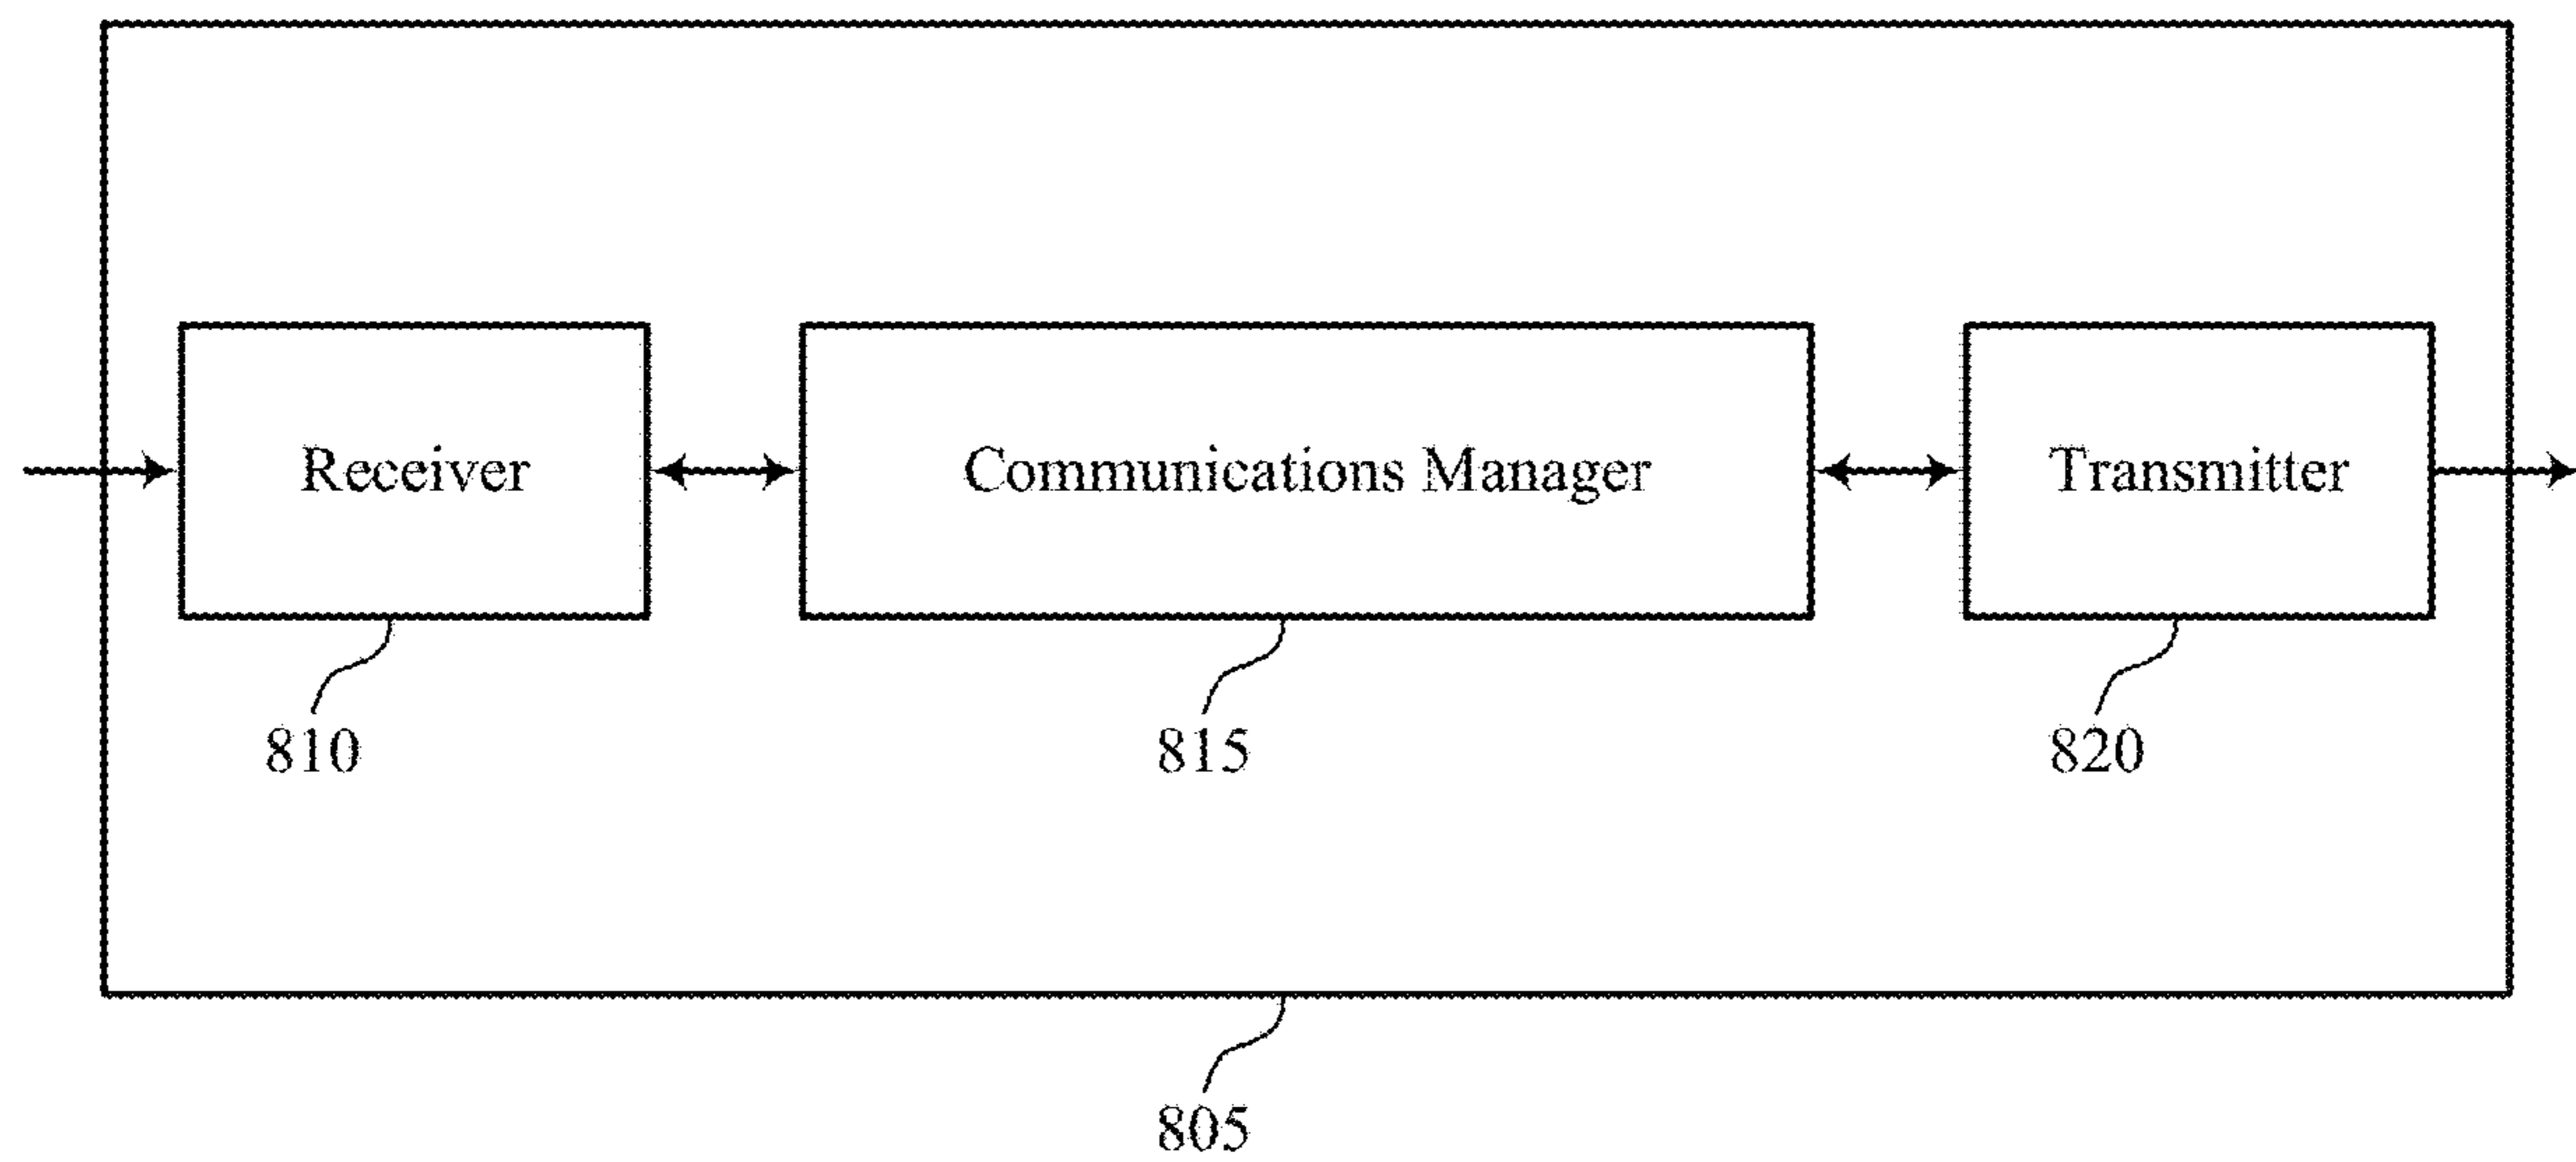 Receiver
Communications Manager
Transmitter
810
815
820
805